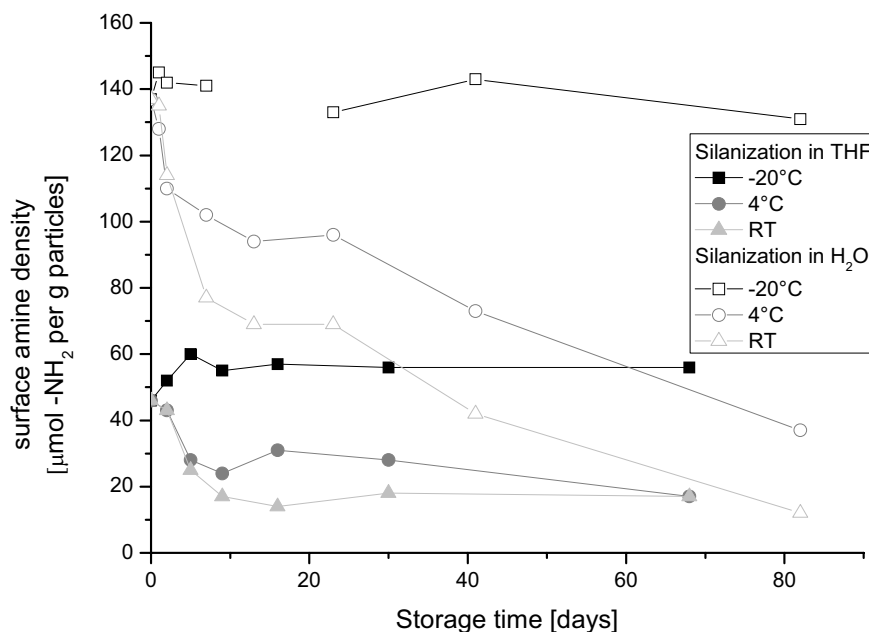 160
140
120
100
80
60
40
20
0
surface amine density
[μmol -NH₂ per g particles]
0 20 40 60 80
Storage time [days]
Silanization in THF
-20°C
4°C
RT
Silanization in H₂O
-20°C
4°C
RT